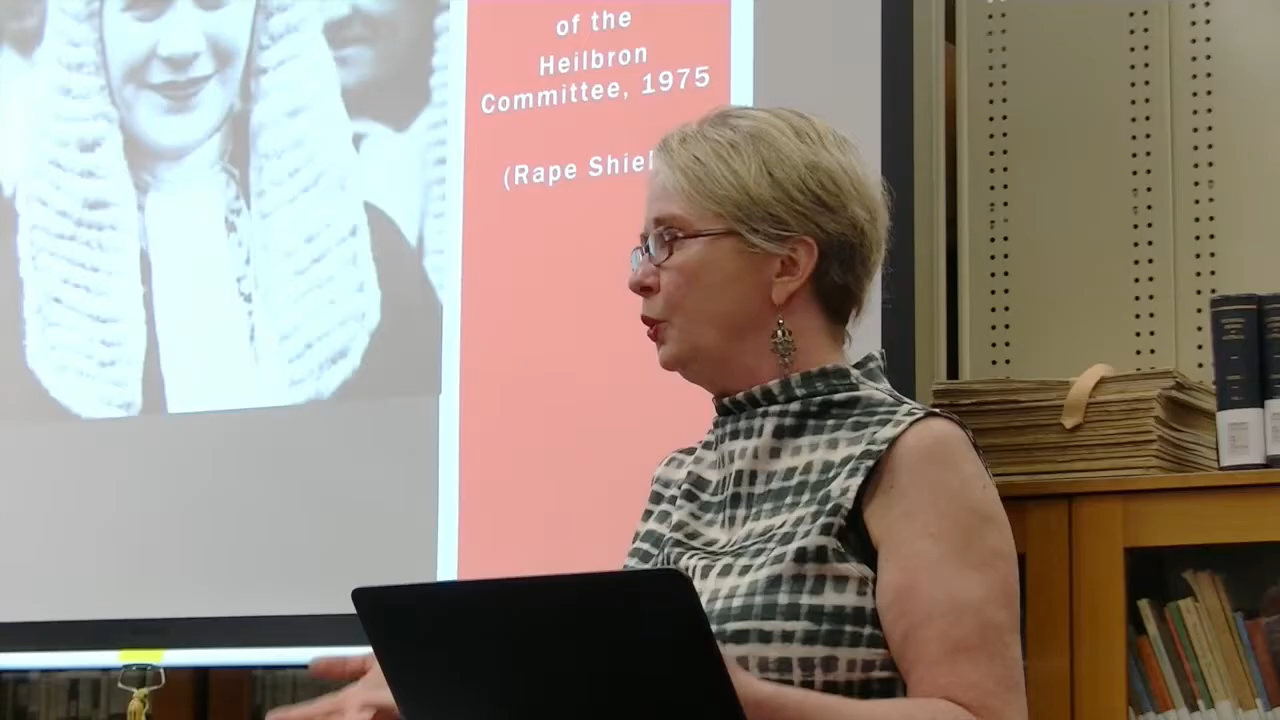 of the
Heilbron
Committee, 1975
(Rape Shiel